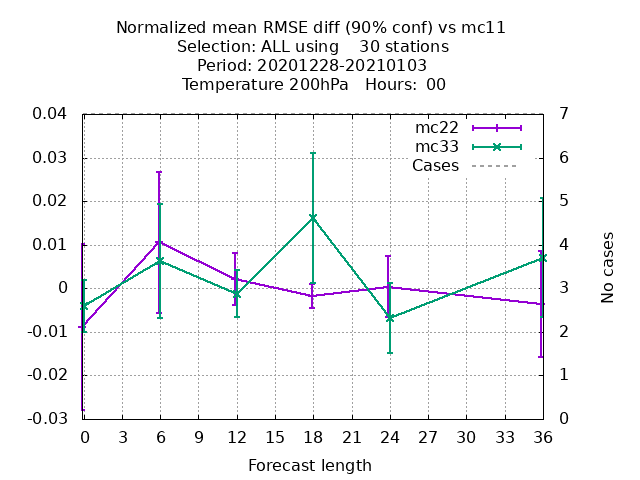 Normalized mean RMSE diff (90% conf) vs mc11
Selection: ALL using    30 stations
Period: 20201228-20210103
Temperature 200hPa   Hours:  00
0.04
0.03
0.02
0.01
0
-0.01
-0.02
-0.03
7
6
5
4
3
2
1
0
mc22
mc33
Cases
No cases
0 3 6 9 12 15 18 21 24 27 30 33 36
Forecast length